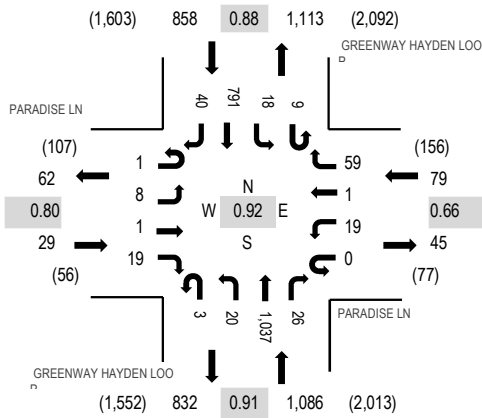 (1,603) 858 0.88 1,113 (2,092)
GREENWAY HAYDEN LOO
P
40 791 18 9
PARADISE LN
(107)
62
0.80
29
(56)
1
8
1
19
N
W 0.92 E
S
59
1
19
0
(156)
79
0.66
45
(77)
3 20 1,037 26
PARADISE LN
GREENWAY HAYDEN LOO
P
(1,552) 832 0.91 1,086 (2,013)